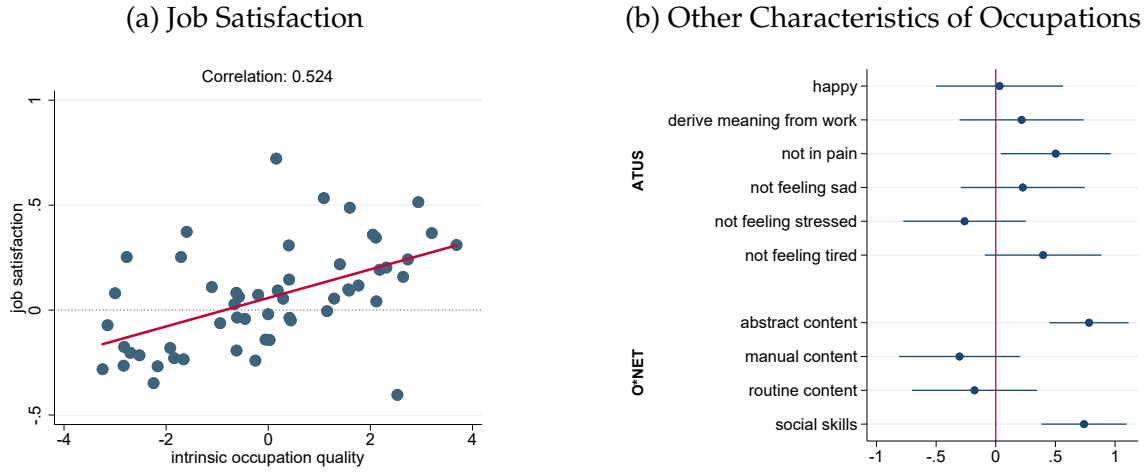 (a) Job Satisfaction
Correlation: 0.524
1
.5
0
-.5
job satisfaction
-4
-2
0
2
4
intrinsic occupation quality
(b) Other Characteristics of Occupations
ATUS
happy
derive meaning from work
not in pain
not feeling sad
not feeling stressed
not feeling tired
O*NET
abstract content
manual content
routine content
social skills
-1
-.5
0
.5
1